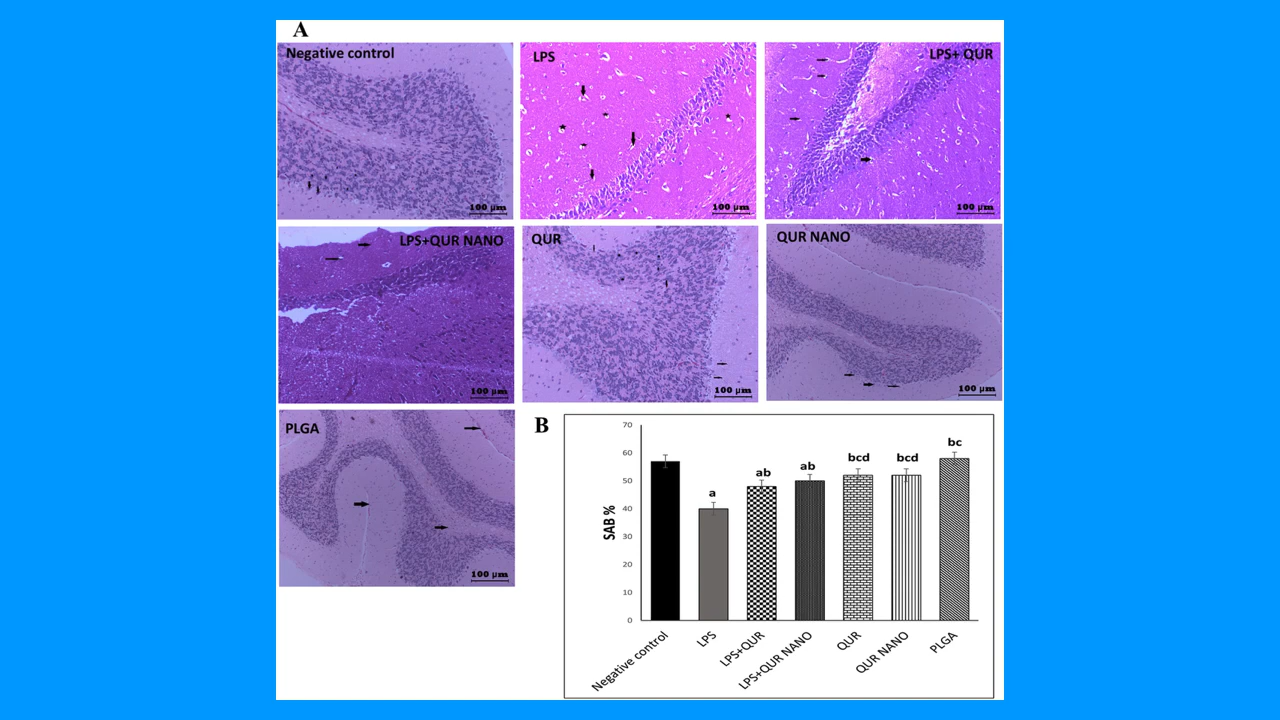 A
Negative control
100 µm
LPS
100 µm
LPS+ QUR
100 µm
LPS+QUR NANO
100 µm
QUR
100 µm
QUR NANO
100 µm
PLGA
100 µm
B
70
60
50
40
30
20
10
0
SAB %
a
ab
ab
bcd
bcd
bc
Negative control
LPS
LPS+QUR
LPS+QUR NANO
QUR
QUR NANO
PLGA